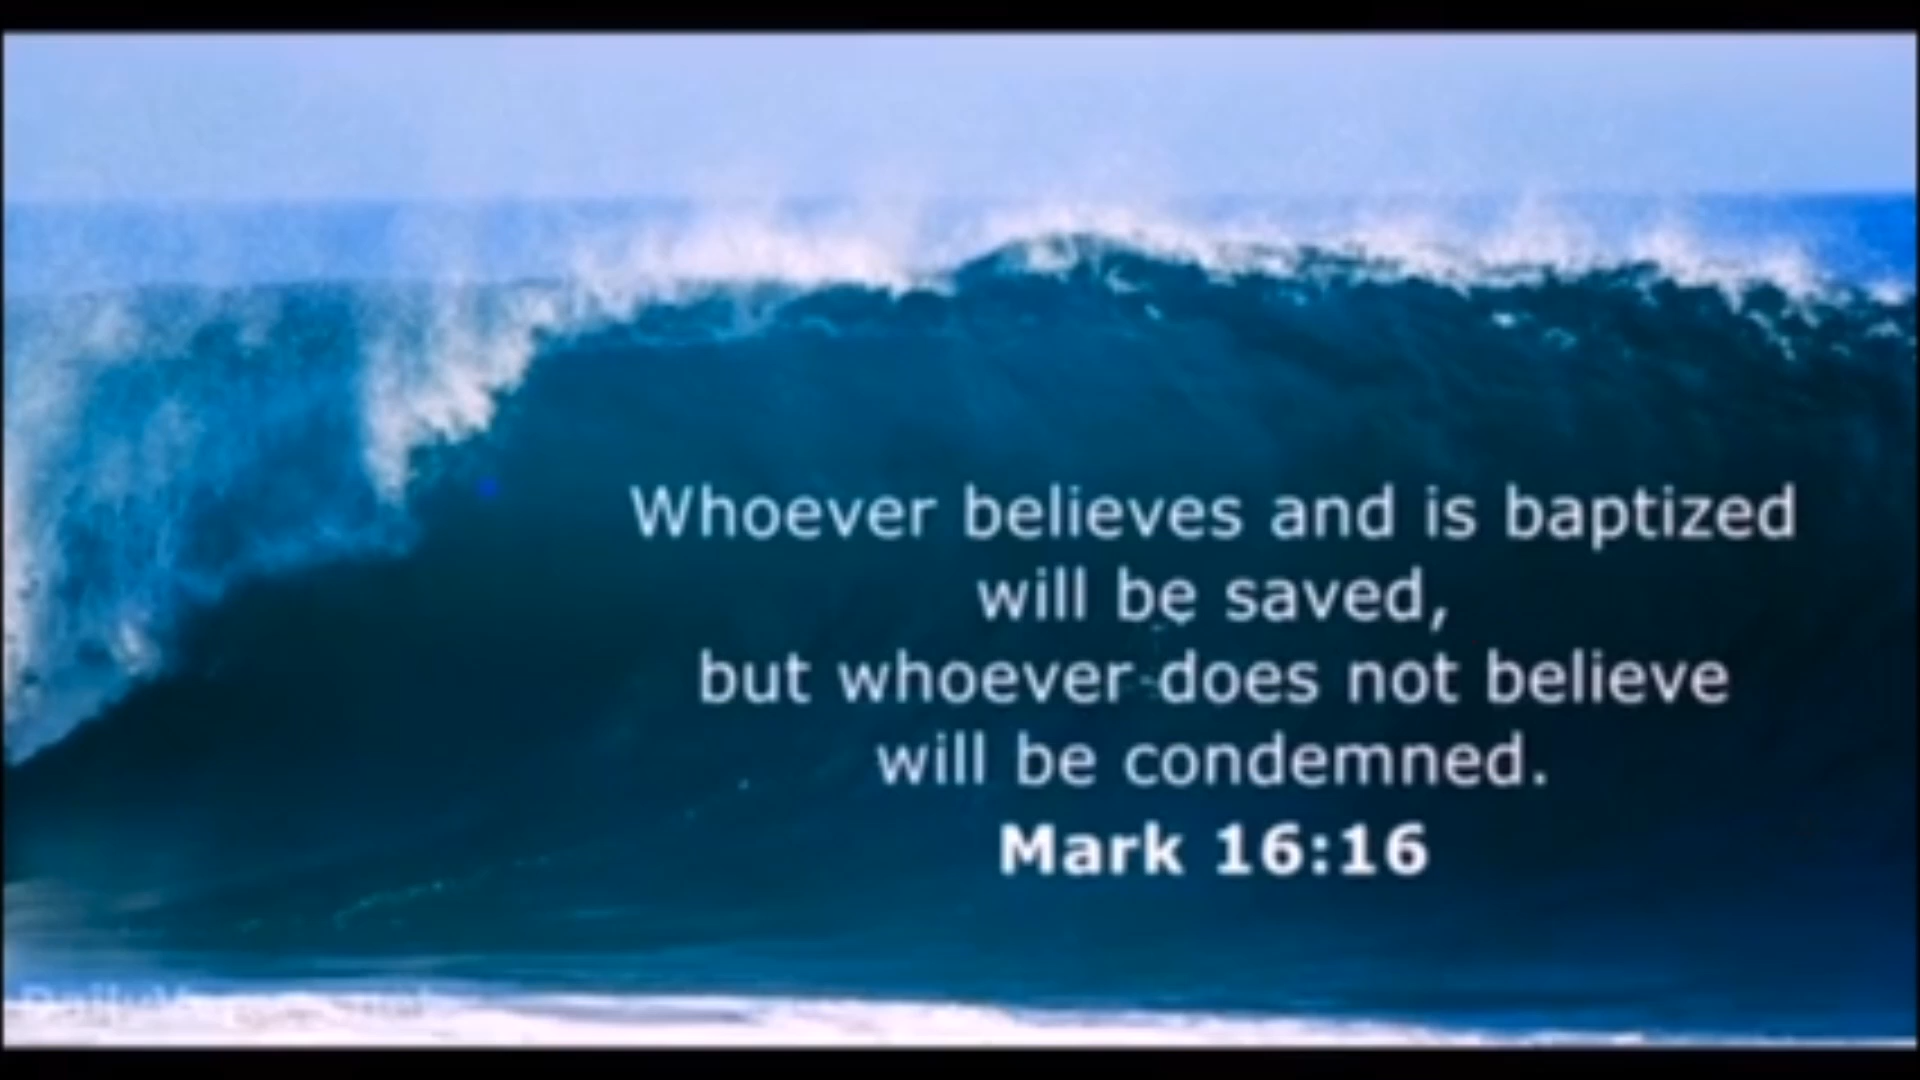 Whoever believes and is baptized
will be saved,
but whoever does not believe
will be condemned.
Mark 16:16